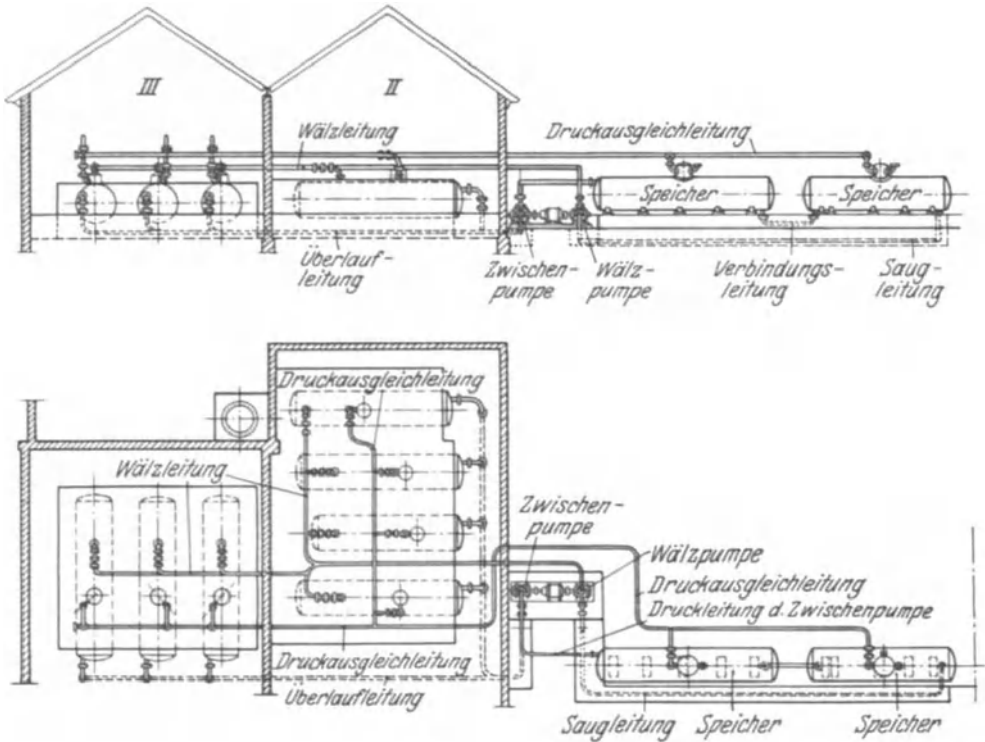 III
II
Wälzleitung
Druckausgleichleitung
Speicher
Speicher
Überlauf-
leitung
Zwischen-
pumpe
Wälz-
pumpe
Verbindungs-
leitung
Saug-
leitung
Druckausgleichleitung
Wälzleitung
Zwischen-
pumpe
Wälzpumpe
Druckausgleichleitung
Druckleitung d. Zwischenpumpe
Druckausgleichleitung
Überlaufleitung
Saugleitung
Speicher
Speicher